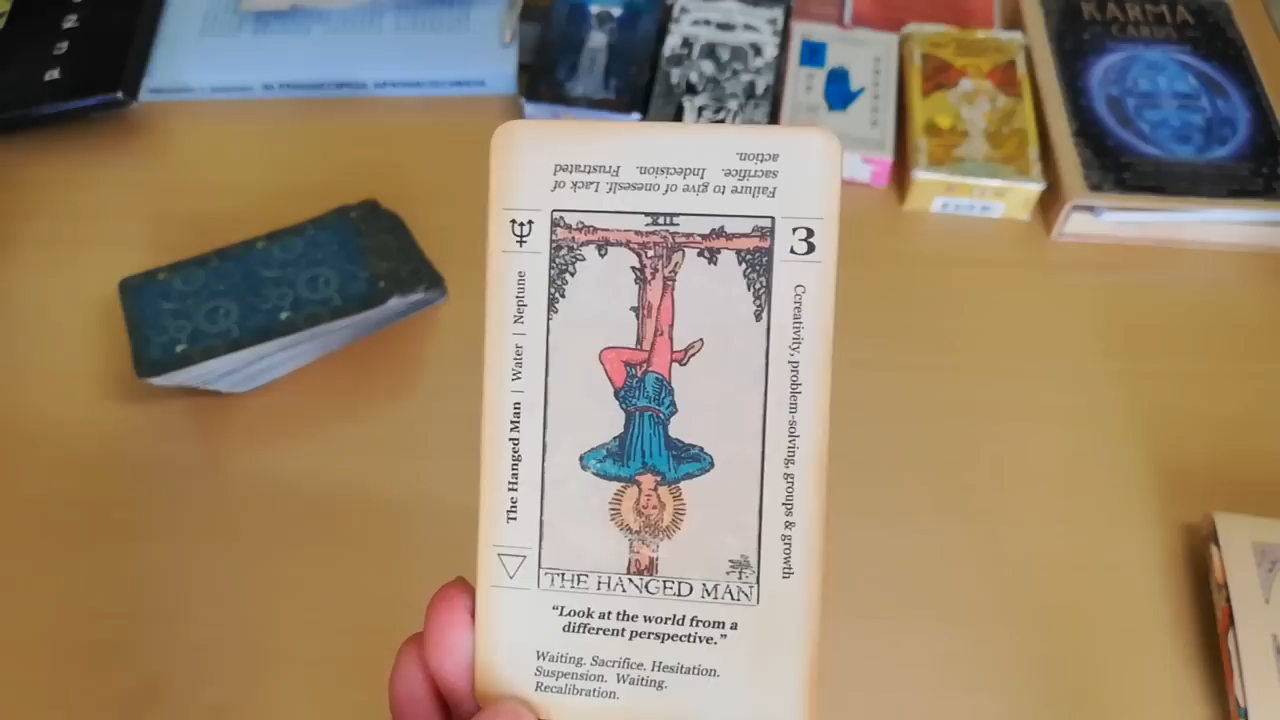 KARMA
CARDS
Failure to give of oneself. Lack of
sacrifice. Indecision. Frustrated
action.
XII
3
The Hanged Man | Water | Neptune
Ccreativity, problem-solving, groups & growth
THE HANGED MAN
“Look at the world from a
different perspective.”
Waiting. Sacrifice. Hesitation.
Suspension. Waiting.
Recalibration.